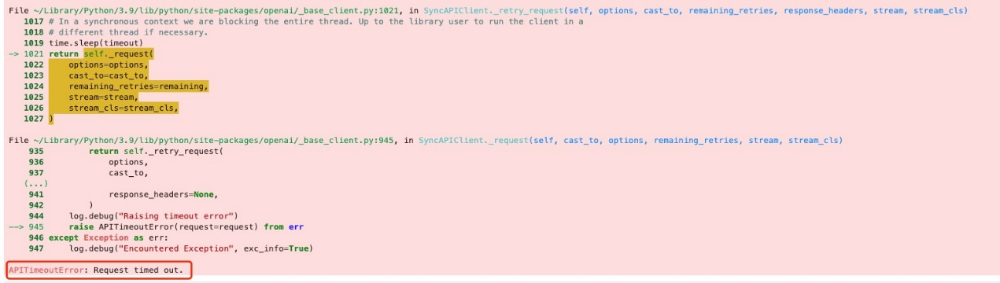 File ~/Library/Python/3.9/lib/python/site-packages/openai/_base_client.py:1021, in SyncAPIClient._retry_request(self, options, cast_to, remaining_retries, response_headers, stream, stream_cls)
1017 # In a synchronous context we are blocking the entire thread. Up to the library user to run the client in a
1018 # different thread if necessary.
1019 time.sleep(timeout)
-> 1021 return self._request(
1022     options=options,
1023     cast_to=cast_to,
1024     remaining_retries=remaining,
1025     stream=stream,
1026     stream_cls=stream_cls,
1027 )
File ~/Library/Python/3.9/lib/python/site-packages/openai/_base_client.py:945, in SyncAPIClient._request(self, cast_to, options, remaining_retries, stream, stream_cls)
935         return self._retry_request(
936             options,
937             cast_to,
(...)
941             response_headers=None,
942         )
944     log.debug("Raising timeout error")
--> 945     raise APITimeoutError(request=request) from err
946 except Exception as err:
947     log.debug("Encountered Exception", exc_info=True)
APITimeoutError: Request timed out.